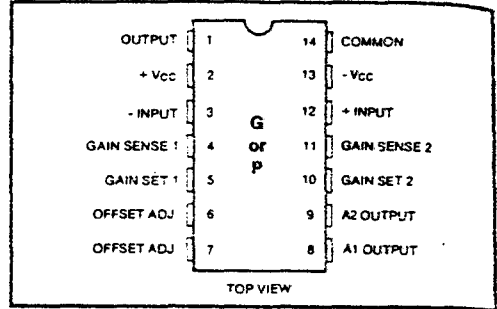 OUTPUT 1 14 COMMON
+ Vcc 2 13 - Vcc
- INPUT 3 12 + INPUT
GAIN SENSE 1 4 11 GAIN SENSE 2
GAIN SET 1 5 10 GAIN SET 2
OFFSET ADJ 6 9 A2 OUTPUT
OFFSET ADJ 7 8 A1 OUTPUT
G
or
P
TOP VIEW